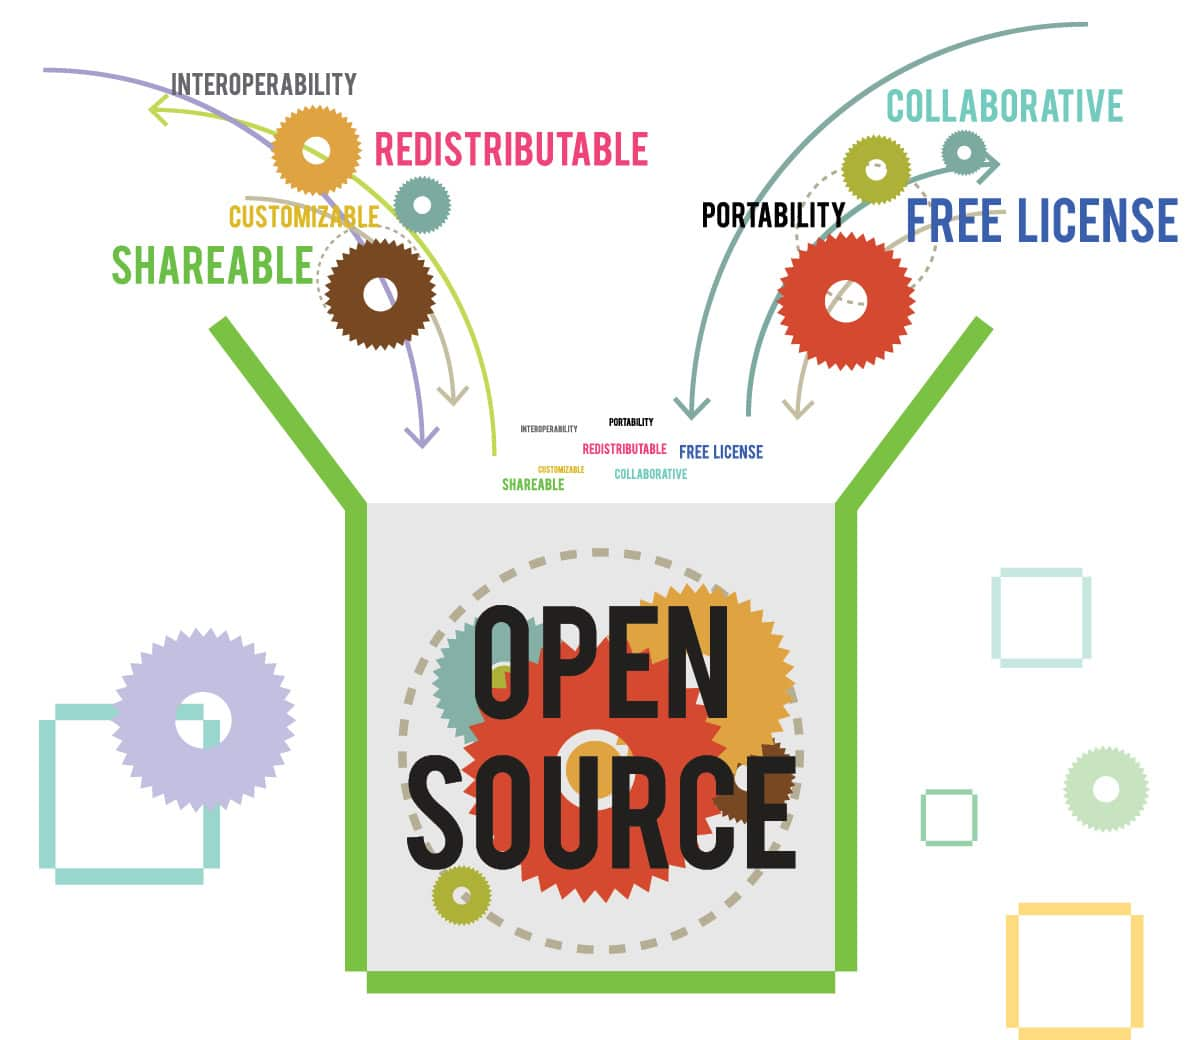 INTEROPERABILITY
REDISTRIBUTABLE
CUSTOMIZABLE
SHAREABLE
COLLABORATIVE
PORTABILITY
FREE LICENSE
PORTABILITY
INTEROPERABILITY
REDISTRIBUTABLE
FREE LICENSE
CUSTOMIZABLE
COLLABORATIVE
SHAREABLE
OPEN
SOURCE